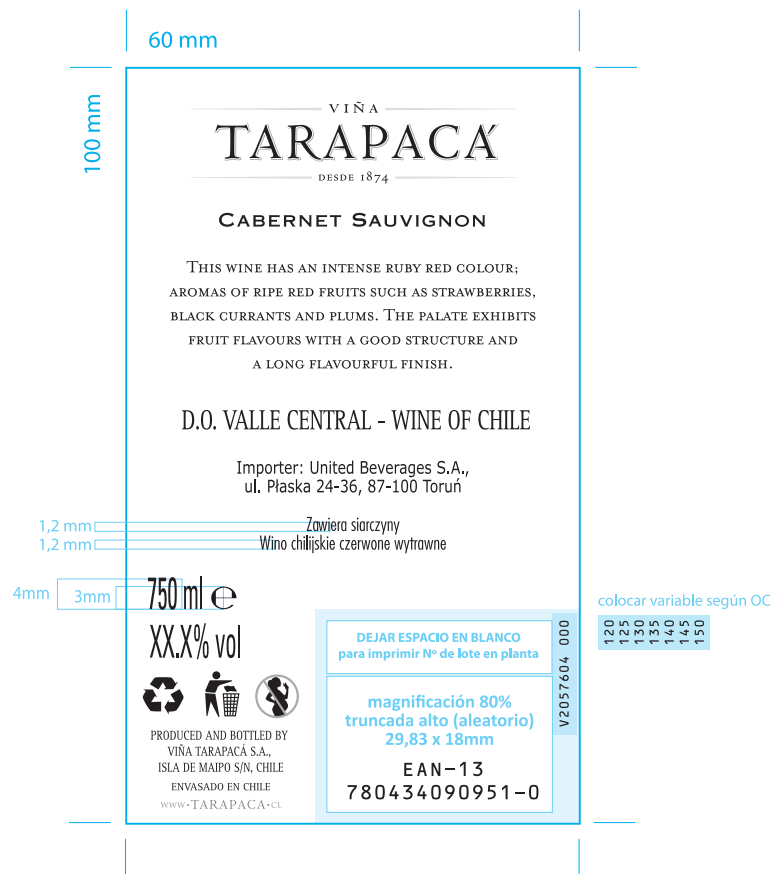 60 mm
100 mm
VIÑA
TARAPACÁ
DESDE 1874
CABERNET SAUVIGNON
THIS WINE HAS AN INTENSE RUBY RED COLOUR;
AROMAS OF RIPE RED FRUITS SUCH AS STRAWBERRIES,
BLACK CURRANTS AND PLUMS. THE PALATE EXHIBITS
FRUIT FLAVOURS WITH A GOOD STRUCTURE AND
A LONG FLAVOURFUL FINISH.
D.O. VALLE CENTRAL - WINE OF CHILE
Importer: United Beverages S.A.,
ul. Płaska 24-36, 87-100 Toruń
1,2 mm
Zawiera siarczyny
1,2 mm
Wino chilijskie czerwone wytrawne
4mm
3mm
750 ml e
XX.X% vol
PRODUCED AND BOTTLED BY
VIÑA TARAPACÁ S.A.,
ISLA DE MAIPO S/N, CHILE
ENVASADO EN CHILE
WWW•TARAPACA•CL
DEJAR ESPACIO EN BLANCO
para imprimir Nº de lote en planta
magnificación 80%
truncada alto (aleatorio)
29,83 x 18mm
EAN-13
780434090951-0
V2057604 000
colocar variable según OC
120
125
130
135
140
145
150